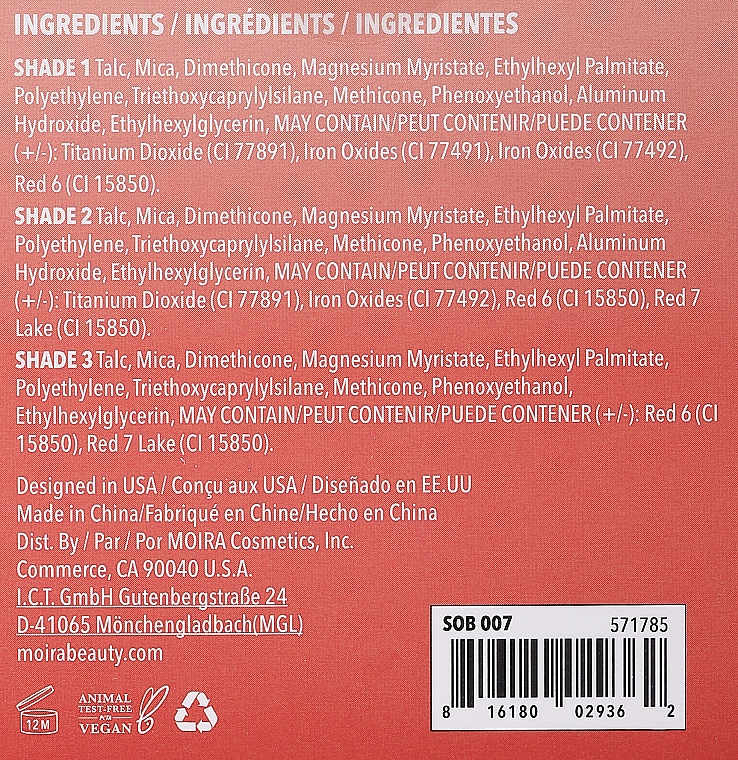 INGREDIENTS / INGRÉDIENTS / INGREDIENTES
SHADE 1 Talc, Mica, Dimethicone, Magnesium Myristate, Ethylhexyl Palmitate,
Polyethylene, Triethoxycaprylylsilane, Methicone, Phenoxyethanol, Aluminum
Hydroxide, Ethylhexylglycerin, MAY CONTAIN/PEUT CONTENIR/PUEDE CONTENER
(+/-): Titanium Dioxide (CI 77891), Iron Oxides (CI 77491), Iron Oxides (CI 77492),
Red 6 (CI 15850).
SHADE 2 Talc, Mica, Dimethicone, Magnesium Myristate, Ethylhexyl Palmitate,
Polyethylene, Triethoxycaprylylsilane, Methicone, Phenoxyethanol, Aluminum
Hydroxide, Ethylhexylglycerin, MAY CONTAIN/PEUT CONTENIR/PUEDE CONTENER
(+/-): Titanium Dioxide (CI 77891), Iron Oxides (CI 77492), Red 6 (CI 15850), Red 7
Lake (CI 15850).
SHADE 3 Talc, Mica, Dimethicone, Magnesium Myristate, Ethylhexyl Palmitate,
Polyethylene, Triethoxycaprylylsilane, Methicone, Phenoxyethanol,
Ethylhexylglycerin, MAY CONTAIN/PEUT CONTENIR/PUEDE CONTENER (+/-): Red 6 (CI
15850), Red 7 Lake (CI 15850).
Designed in USA / Conçu aux USA / Diseñado en EE.UU
Made in China/Fabriqué en Chine/Hecho en China
Dist. By / Par / Por MOIRA Cosmetics, Inc.
Commerce, CA 90040 U.S.A.
I.C.T. GmbH Gutenbergstraße 24
D-41065 Mönchengladbach(MGL)
moirabeauty.com
12M
ANIMAL
TEST-FREE
PETA
VEGAN
SOB 007 571785
8 16180 02936 2